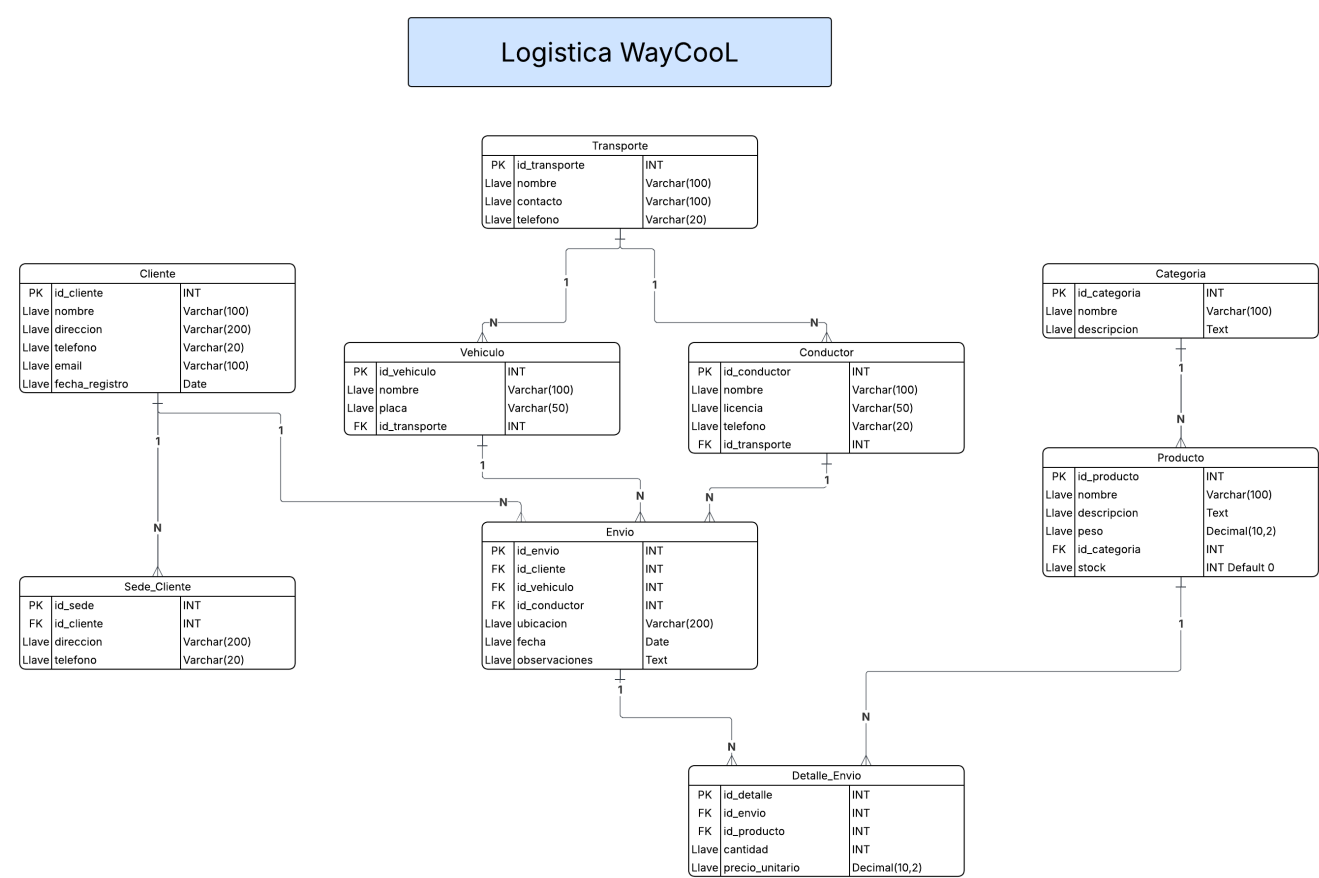 Logistica WayCooL
Transporte
PK id_transporte INT
Llave nombre Varchar(100)
Llave contacto Varchar(100)
Llave telefono Varchar(20)
1
1
N
N
Cliente
PK id_cliente INT
Llave nombre Varchar(100)
Llave direccion Varchar(200)
Llave telefono Varchar(20)
Llave email Varchar(100)
Llave fecha_registro Date
Categoria
PK id_categoria INT
Llave nombre Varchar(100)
Llave descripcion Text
Vehiculo
PK id_vehiculo INT
Llave nombre Varchar(100)
Llave placa Varchar(50)
FK id_transporte INT
Conductor
PK id_conductor INT
Llave nombre Varchar(100)
Llave licencia Varchar(50)
Llave telefono Varchar(20)
FK id_transporte INT
1
N
1
1
N
1
N
1
N
N
Producto
PK id_producto INT
Llave nombre Varchar(100)
Llave descripcion Text
Llave peso Decimal(10,2)
FK id_categoria INT
Llave stock INT Default 0
Envio
PK id_envio INT
FK id_cliente INT
FK id_vehiculo INT
FK id_conductor INT
Llave ubicacion Varchar(200)
Llave fecha Date
Llave observaciones Text
Sede_Cliente
PK id_sede INT
FK id_cliente INT
Llave direccion Varchar(200)
Llave telefono Varchar(20)
1
1
N
N
Detalle_Envio
PK id_detalle INT
FK id_envio INT
FK id_producto INT
Llave cantidad INT
Llave precio_unitario Decimal(10,2)